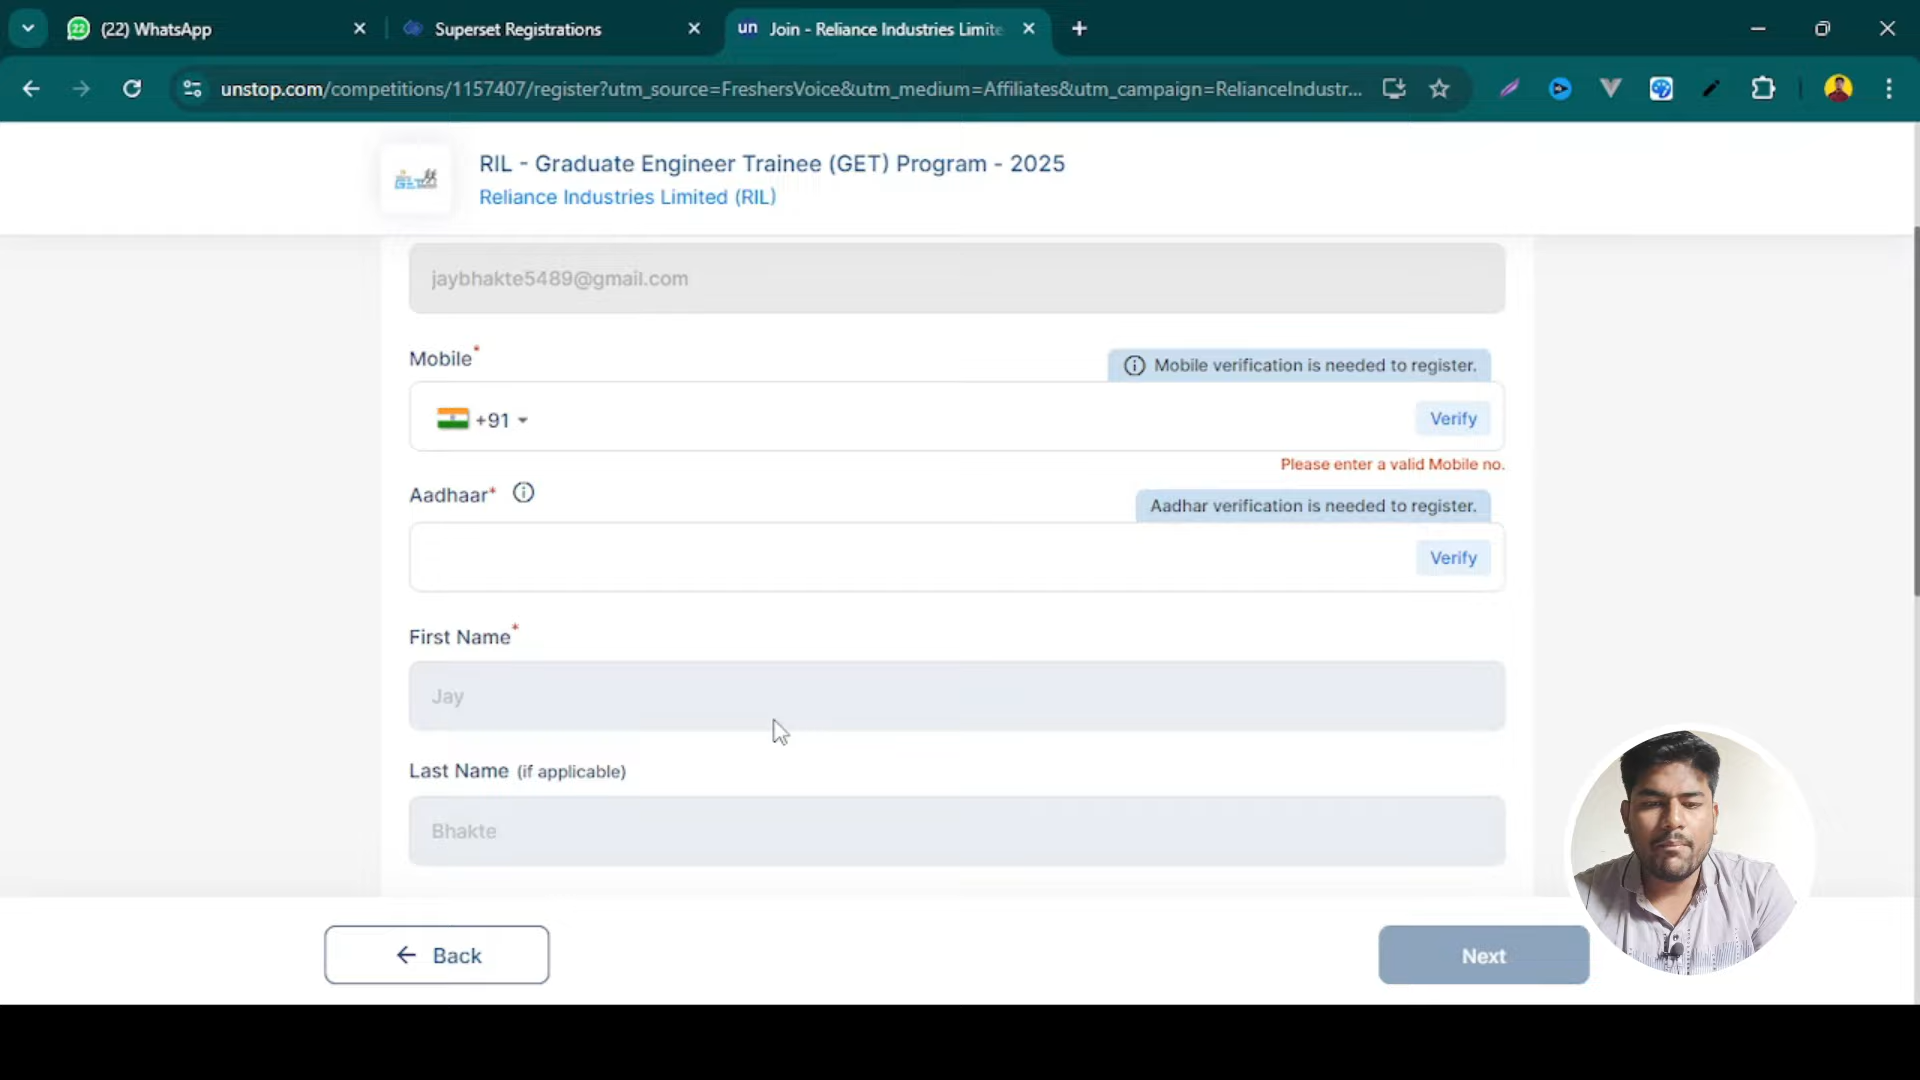 22
(22) WhatsApp
Superset Registrations
un
Join - Reliance Industries Limite
unstop.com/competitions/1157407/register?utm_source=FreshersVoice&utm_medium=Affiliates&utm_campaign=RelianceIndustr...
GET
RIL - Graduate Engineer Trainee (GET) Program - 2025
Reliance Industries Limited (RIL)
jaybhakte5489@gmail.com
Mobile*
Mobile verification is needed to register.
+91
Verify
Please enter a valid Mobile no.
Aadhaar*
Aadhar verification is needed to register.
Verify
First Name*
Jay
Last Name (if applicable)
Bhakte
Back
Next